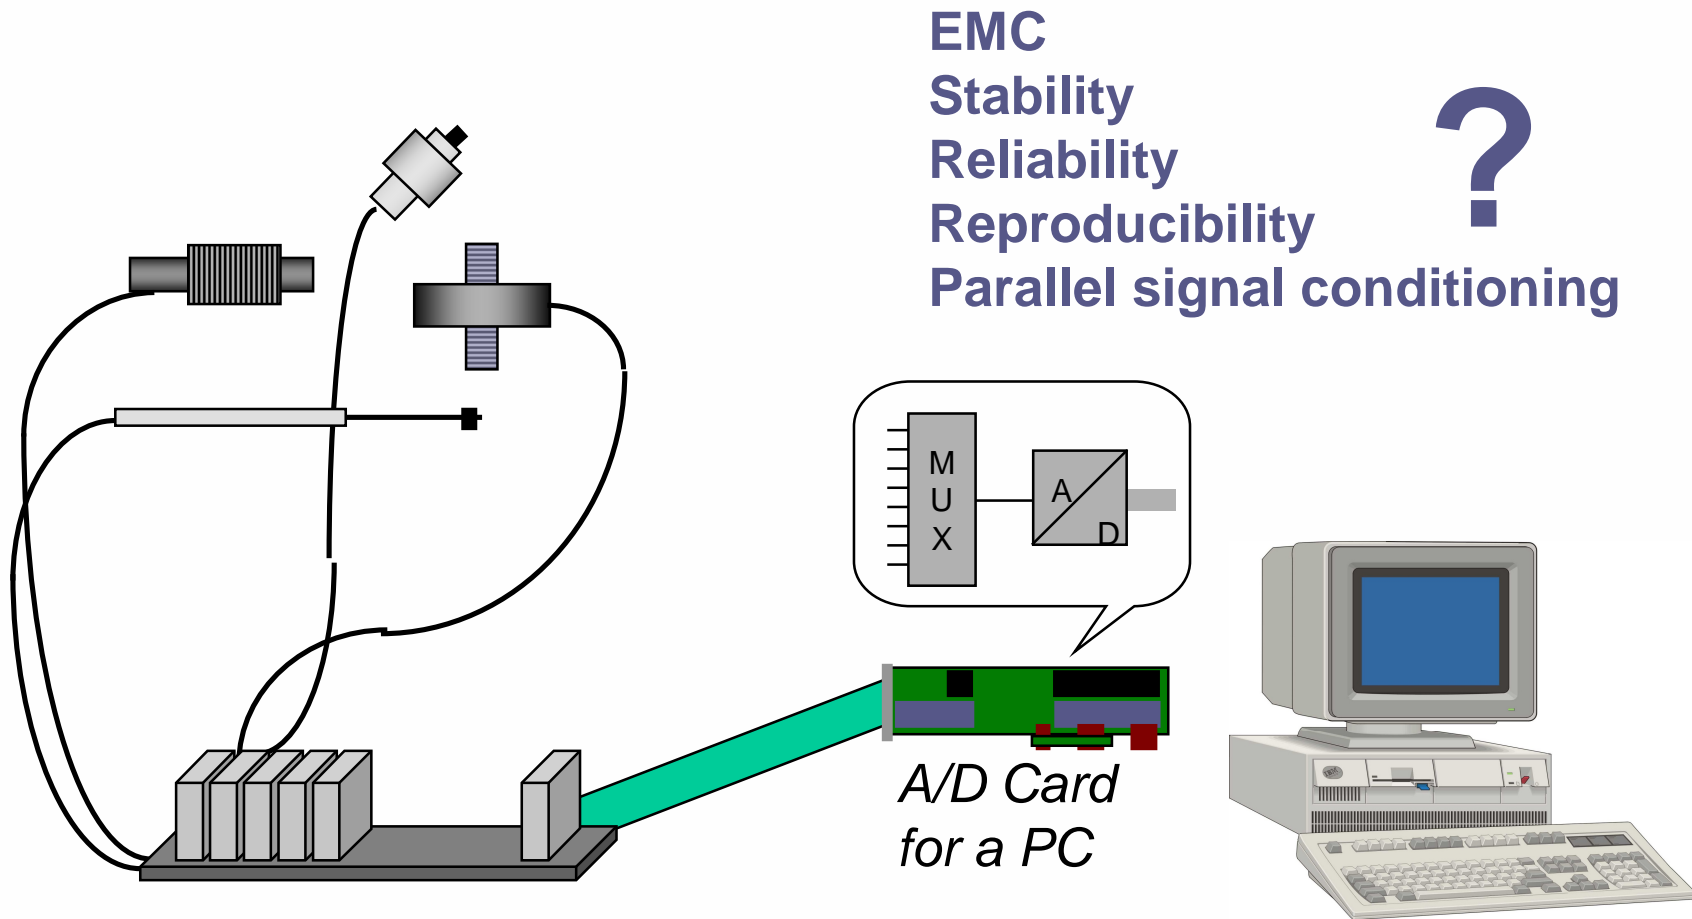 EMC
Stability
Reliability
Reproducibility
Parallel signal conditioning
?
M
U
X
A
D
A/D Card
for a PC